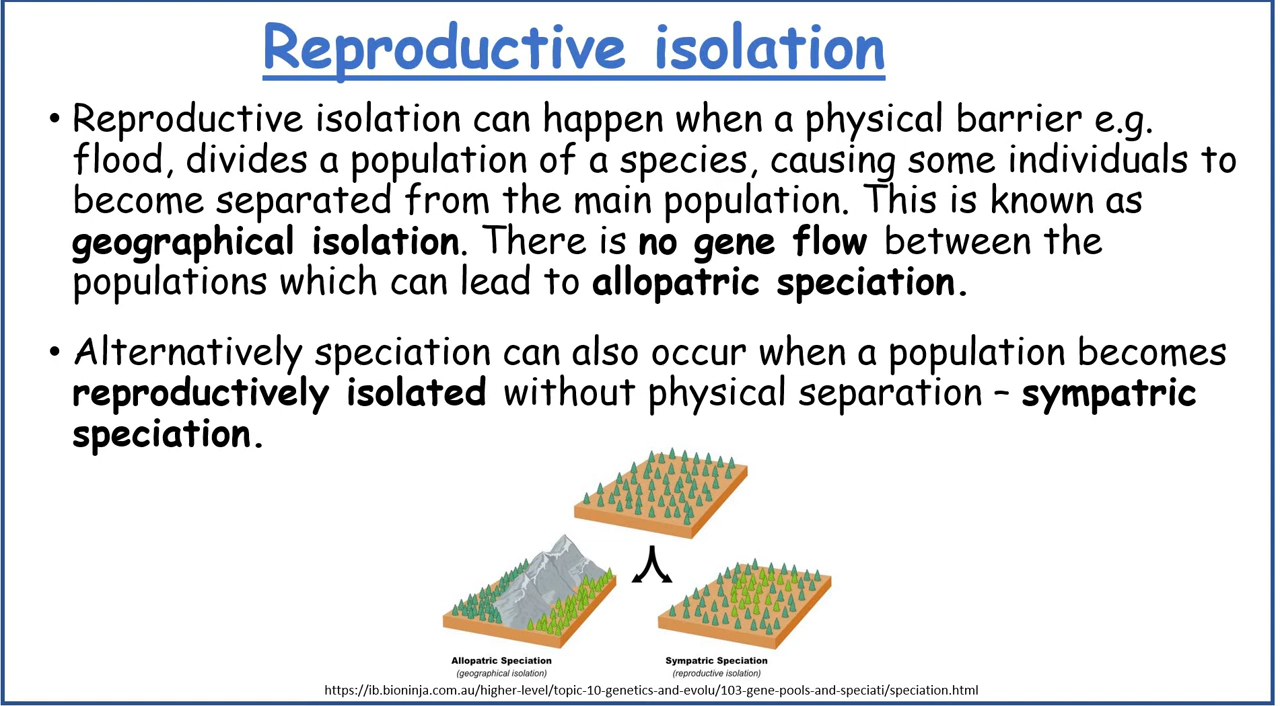 Reproductive isolation
• Reproductive isolation can happen when a physical barrier e.g.
flood, divides a population of a species, causing some individuals to
become separated from the main population. This is known as
geographical isolation. There is no gene flow between the
populations which can lead to allopatric speciation.
• Alternatively speciation can also occur when a population becomes
reproductively isolated without physical separation – sympatric
speciation.
Allopatric Speciation
(geographical isolation)
Sympatric Speciation
(reproductive isolation)
https://ib.bioninja.com.au/higher-level/topic-10-genetics-and-evolu/103-gene-pools-and-speciati/speciation.html